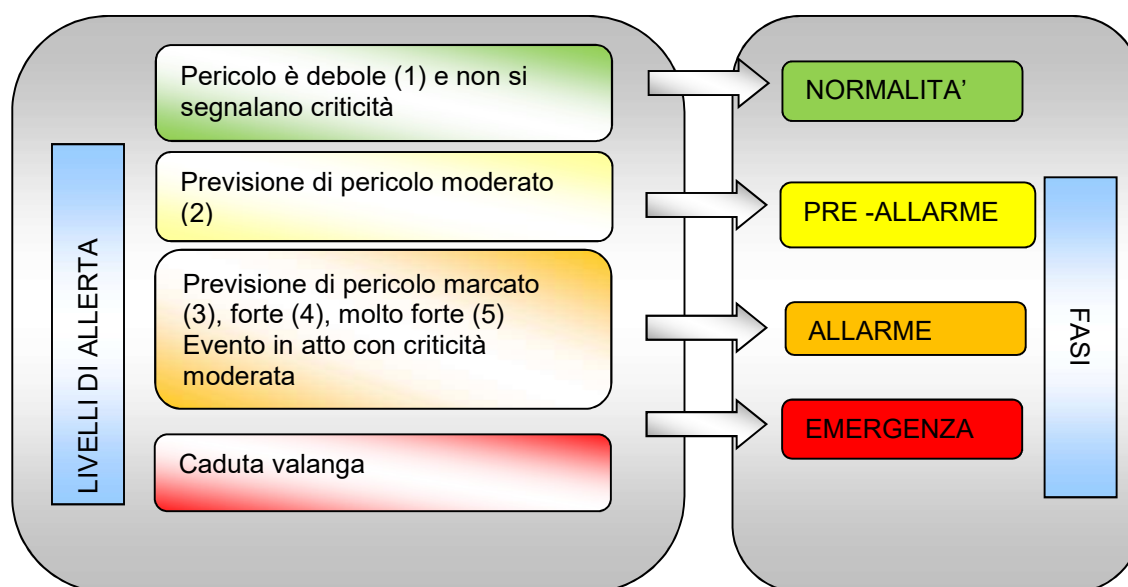 LIVELLI DI ALLERTA
Pericolo è debole (1) e non si
segnalano criticità
Previsione di pericolo moderato
(2)
Previsione di pericolo marcato
(3), forte (4), molto forte (5)
Evento in atto con criticità
moderata
Caduta valanga
NORMALITA’
PRE -ALLARME
ALLARME
EMERGENZA
FASI